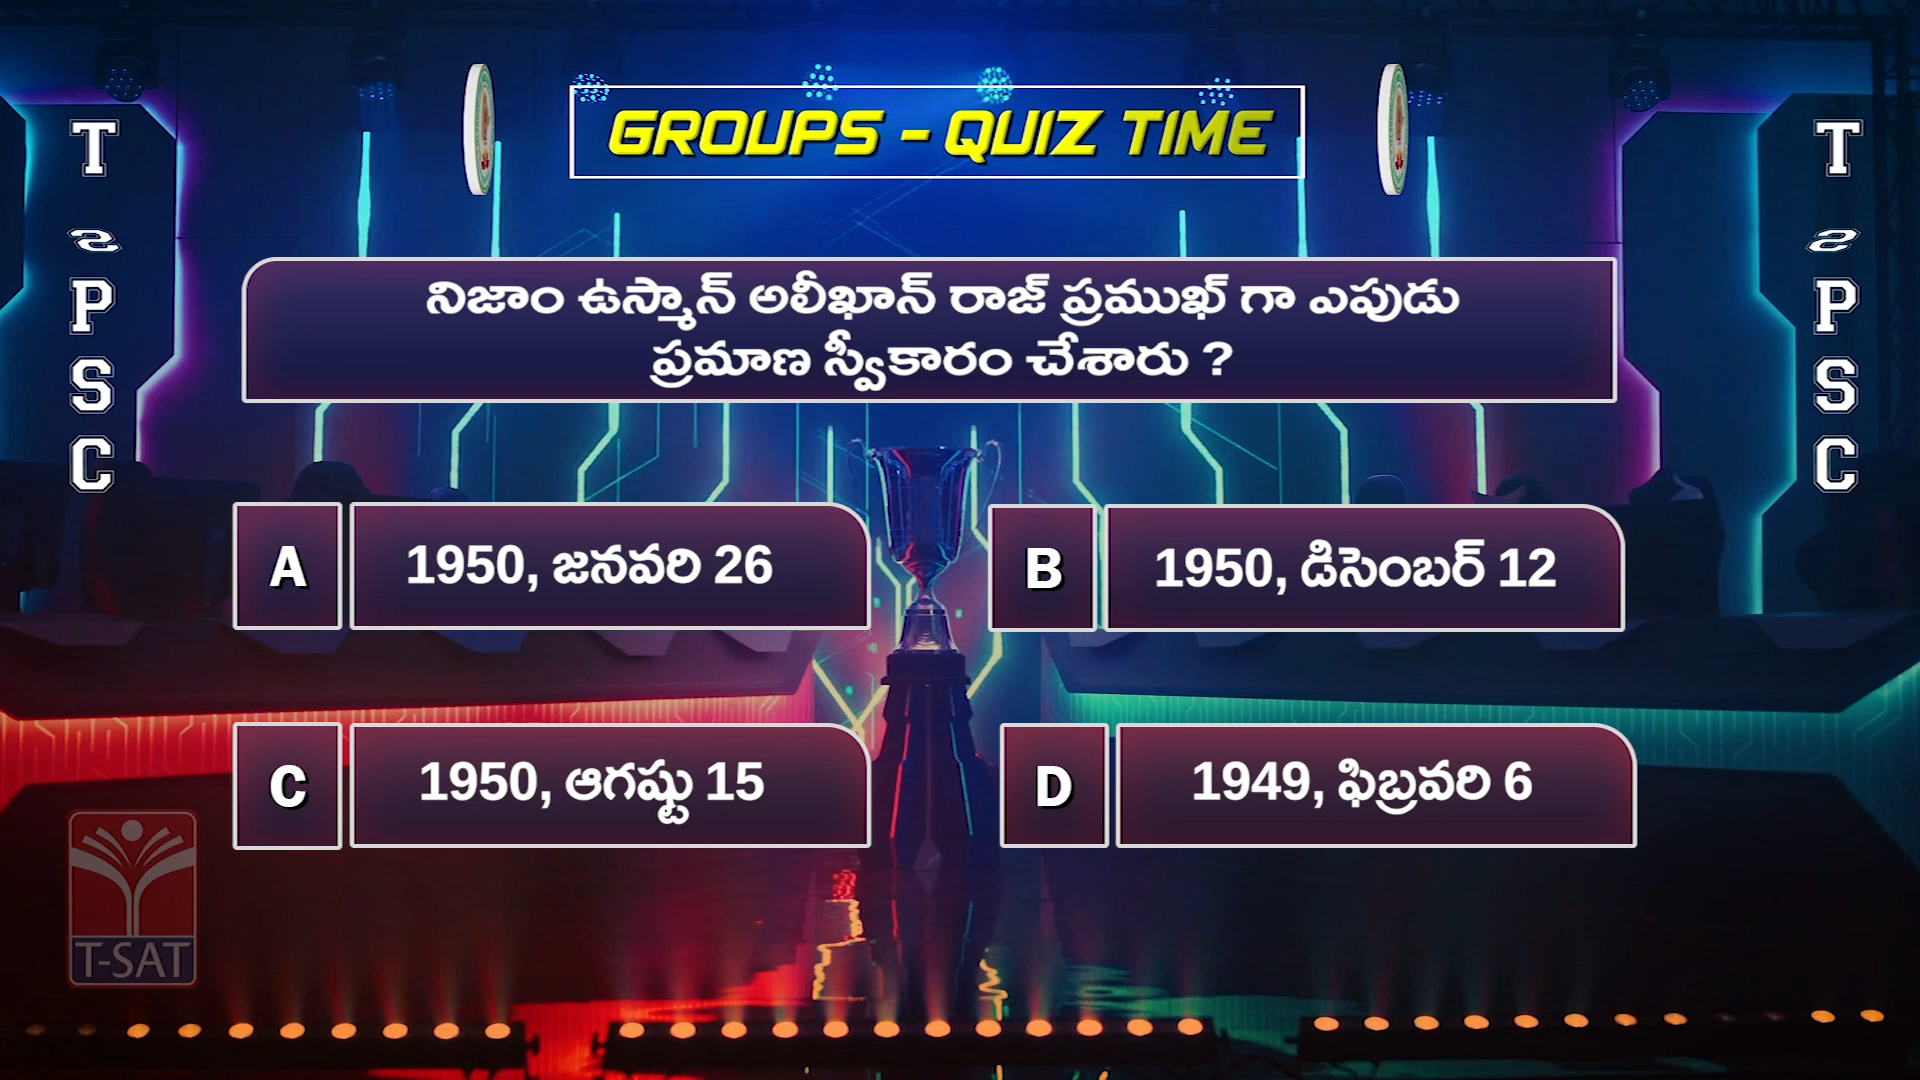 GROUPS - QUIZ TIME
T
S
P
S
C
T
S
P
S
C
నిజాం ఉస్మాన్ అలీఖాన్ రాజ్ ప్రముఖ్ గా ఎపుడు
ప్రమాణ స్వీకారం చేశారు ?
A 1950, జనవరి 26
B 1950, డిసెంబర్ 12
C 1950, ఆగష్టు 15
D 1949, ఫిబ్రవరి 6
T-SAT